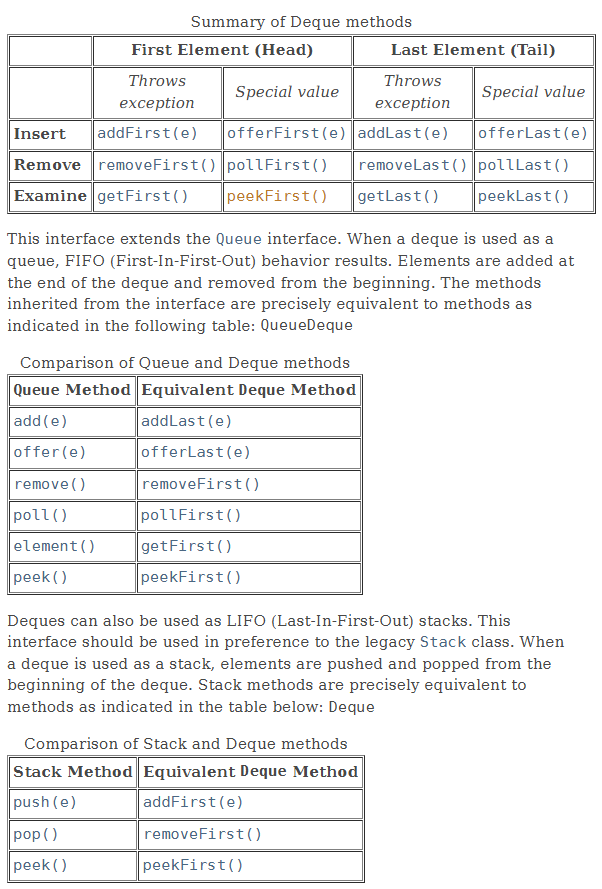 Summary of Deque methods
First Element (Head) Last Element (Tail)
Throws exception Special value Throws exception Special value
Insert addFirst(e) offerFirst(e) addLast(e) offerLast(e)
Remove removeFirst() pollFirst() removeLast() pollLast()
Examine getFirst() peekFirst() getLast() peekLast()
This interface extends the Queue interface. When a deque is used as a
queue, FIFO (First-In-First-Out) behavior results. Elements are added at
the end of the deque and removed from the beginning. The methods
inherited from the interface are precisely equivalent to methods as
indicated in the following table: QueueDeque
Comparison of Queue and Deque methods
Queue Method Equivalent Deque Method
add(e) addLast(e)
offer(e) offerLast(e)
remove() removeFirst()
poll() pollFirst()
element() getFirst()
peek() peekFirst()
Deques can also be used as LIFO (Last-In-First-Out) stacks. This
interface should be used in preference to the legacy Stack class. When
a deque is used as a stack, elements are pushed and popped from the
beginning of the deque. Stack methods are precisely equivalent to
methods as indicated in the table below: Deque
Comparison of Stack and Deque methods
Stack Method Equivalent Deque Method
push(e) addFirst(e)
pop() removeFirst()
peek() peekFirst()